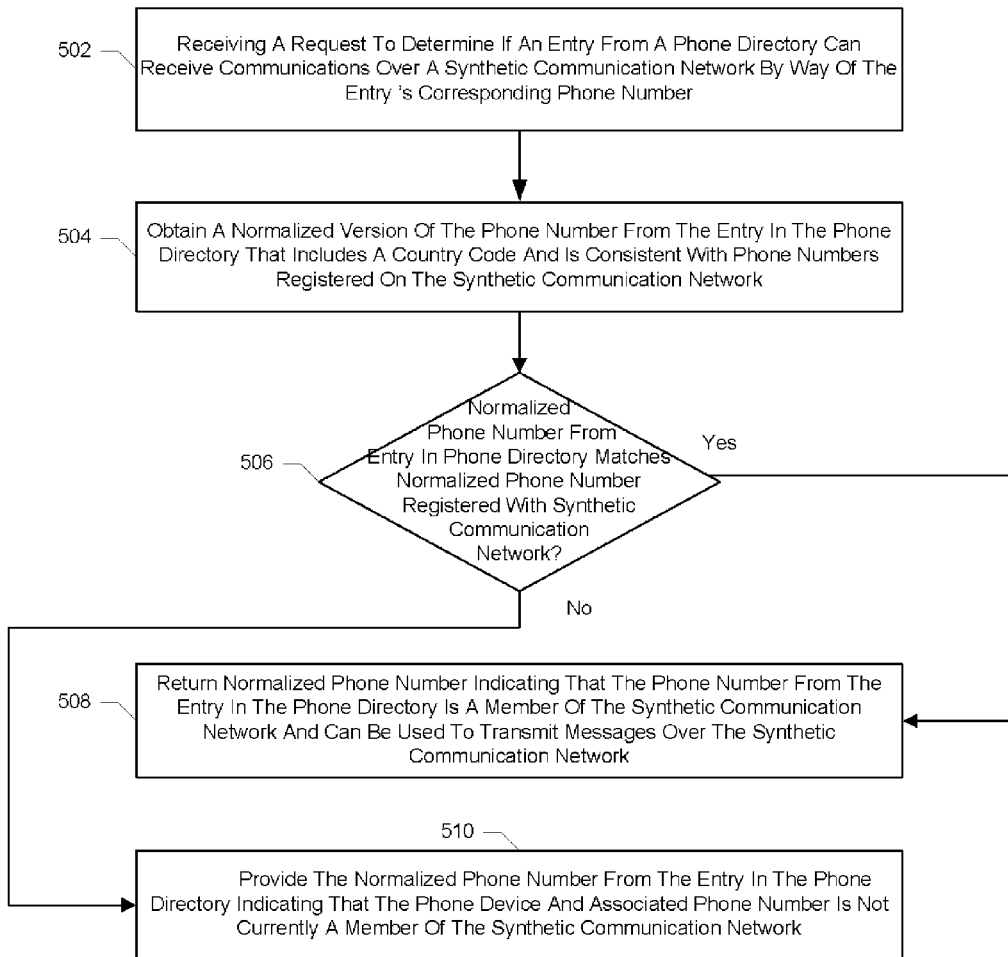 502
Receiving A Request To Determine If An Entry From A Phone Directory Can
Receive Communications Over A Synthetic Communication Network By Way Of The
Entry 's Corresponding Phone Number
504
Obtain A Normalized Version Of The Phone Number From The Entry In The Phone
Directory That Includes A Country Code And Is Consistent With Phone Numbers
Registered On The Synthetic Communication Network
506
Normalized
Phone Number From
Entry In Phone Directory Matches
Normalized Phone Number
Registered With Synthetic
Communication
Network?
Yes
No
508
Return Normalized Phone Number Indicating That The Phone Number From The
Entry In The Phone Directory Is A Member Of The Synthetic Communication
Network And Can Be Used To Transmit Messages Over The Synthetic
Communication Network
510
Provide The Normalized Phone Number From The Entry In The Phone
Directory Indicating That The Phone Device And Associated Phone Number Is Not
Currently A Member Of The Synthetic Communication Network